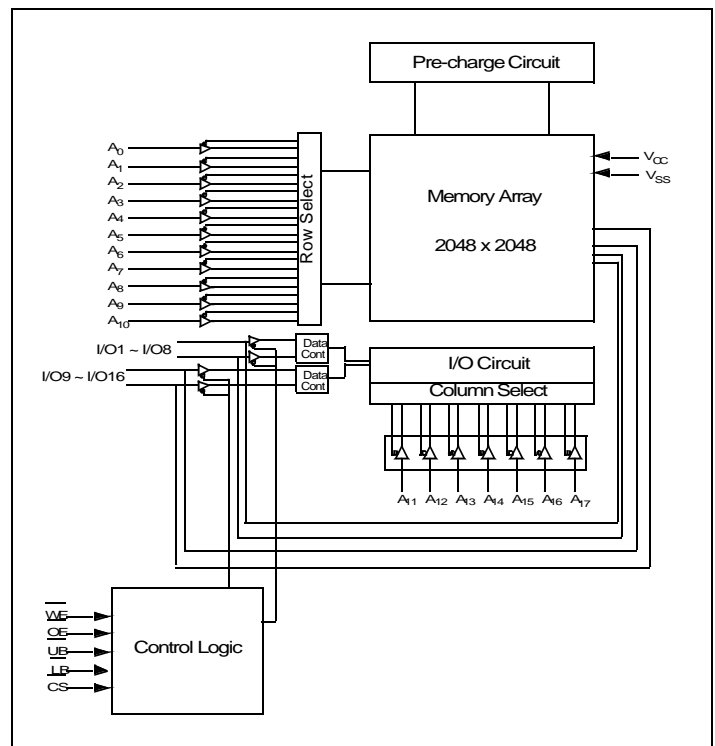 Pre-charge Circuit
A0
A1
A2
A3
A4
A5
A6
A7
A8
A9
A10
Row Select
Memory Array
2048 x 2048
VCC
VSS
I/O1 ~ I/O8
I/O9 ~ I/O16
Data
Cont
Data
Cont
I/O Circuit
Column Select
A11 A12 A13 A14 A15 A16 A17
WE
OE
UB
LB
CS
Control Logic